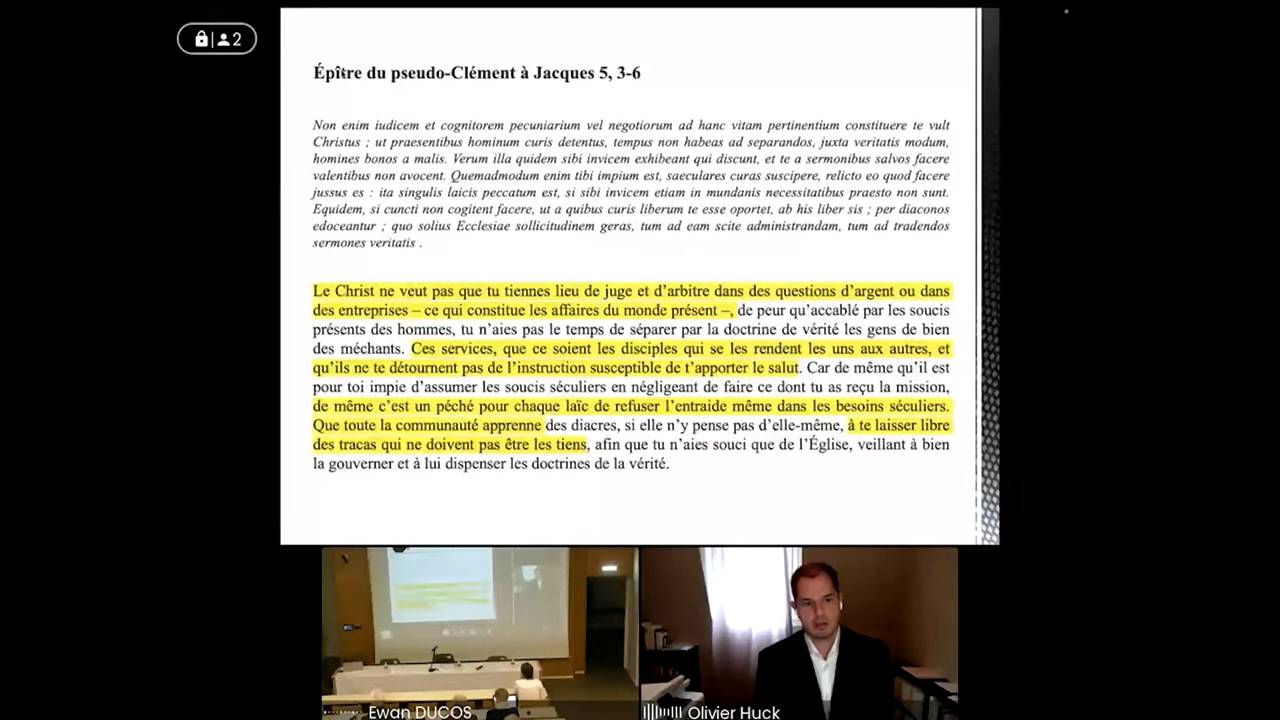 2
Épître du pseudo-Clément à Jacques 5, 3-6
Non enim iudicem et cognitorem pecuniarium vel negotiorum ad hanc vitam pertinentium constituere te vult
Christus ; ut praesentibus hominum curis detentus, tempus non habeas ad separandos, juxta veritatis modum,
homines bonos a malis. Verum illa quidem sibi invicem exhibeant qui discunt, et te a sermonibus salvos facere
valentibus non avocent. Quemadmodum enim tibi impium est, saeculares curas suscipere, relicto eo quod facere
jussus es : ita singulis laicis peccatum est, si sibi invicem etiam in mundanis necessitatibus praesto non sunt.
Equidem, si cuncti non cogitent facere, ut a quibus curis liberum te esse oportet, ab his liber sis ; per diaconos
edoceantur ; quo solius Ecclesiae sollicitudinem geras, tum ad eam scite administrandam, tum ad tradendos
sermones veritatis .
Le Christ ne veut pas que tu tiennes lieu de juge et d’arbitre dans des questions d’argent ou dans
des entreprises – ce qui constitue les affaires du monde présent –, de peur qu’accablé par les soucis
présents des hommes, tu n’aies pas le temps de séparer par la doctrine de vérité les gens de bien
des méchants. Ces services, que ce soient les disciples qui se les rendent les uns aux autres, et
qu’ils ne te détournent pas de l’instruction susceptible de t’apporter le salut. Car de même qu’il est
pour toi impie d’assumer les soucis séculiers en négligeant de faire ce dont tu as reçu la mission,
de même c’est un péché pour chaque laïc de refuser l’entraide même dans les besoins séculiers.
Que toute la communauté apprenne des diacres, si elle n’y pense pas d’elle-même, à te laisser libre
des tracas qui ne doivent pas être les tiens, afin que tu n’aies souci que de l’Église, veillant à bien
la gouverner et à lui dispenser les doctrines de la vérité.
Ewan DUCOS
Olivier Huck